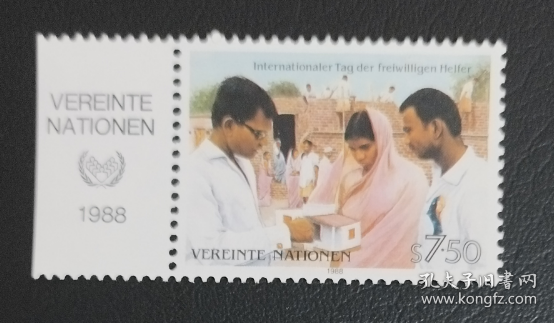 VEREINTE
NATIONEN
1988
Internationaler Tag der freiwilligen Helfer
VEREINTE NATIONEN
1988
S7.50
孔夫子旧书网
www.kongfz.com